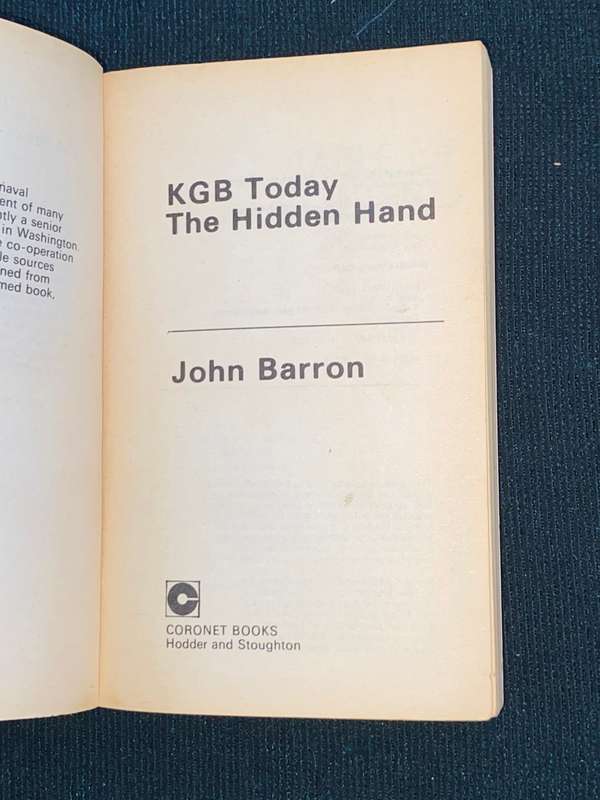 naval
ent of many
tly a senior
in Washington.
e co-operation
le sources
ned from
med book,
KGB Today
The Hidden Hand
John Barron
CORONET BOOKS
Hodder and Stoughton